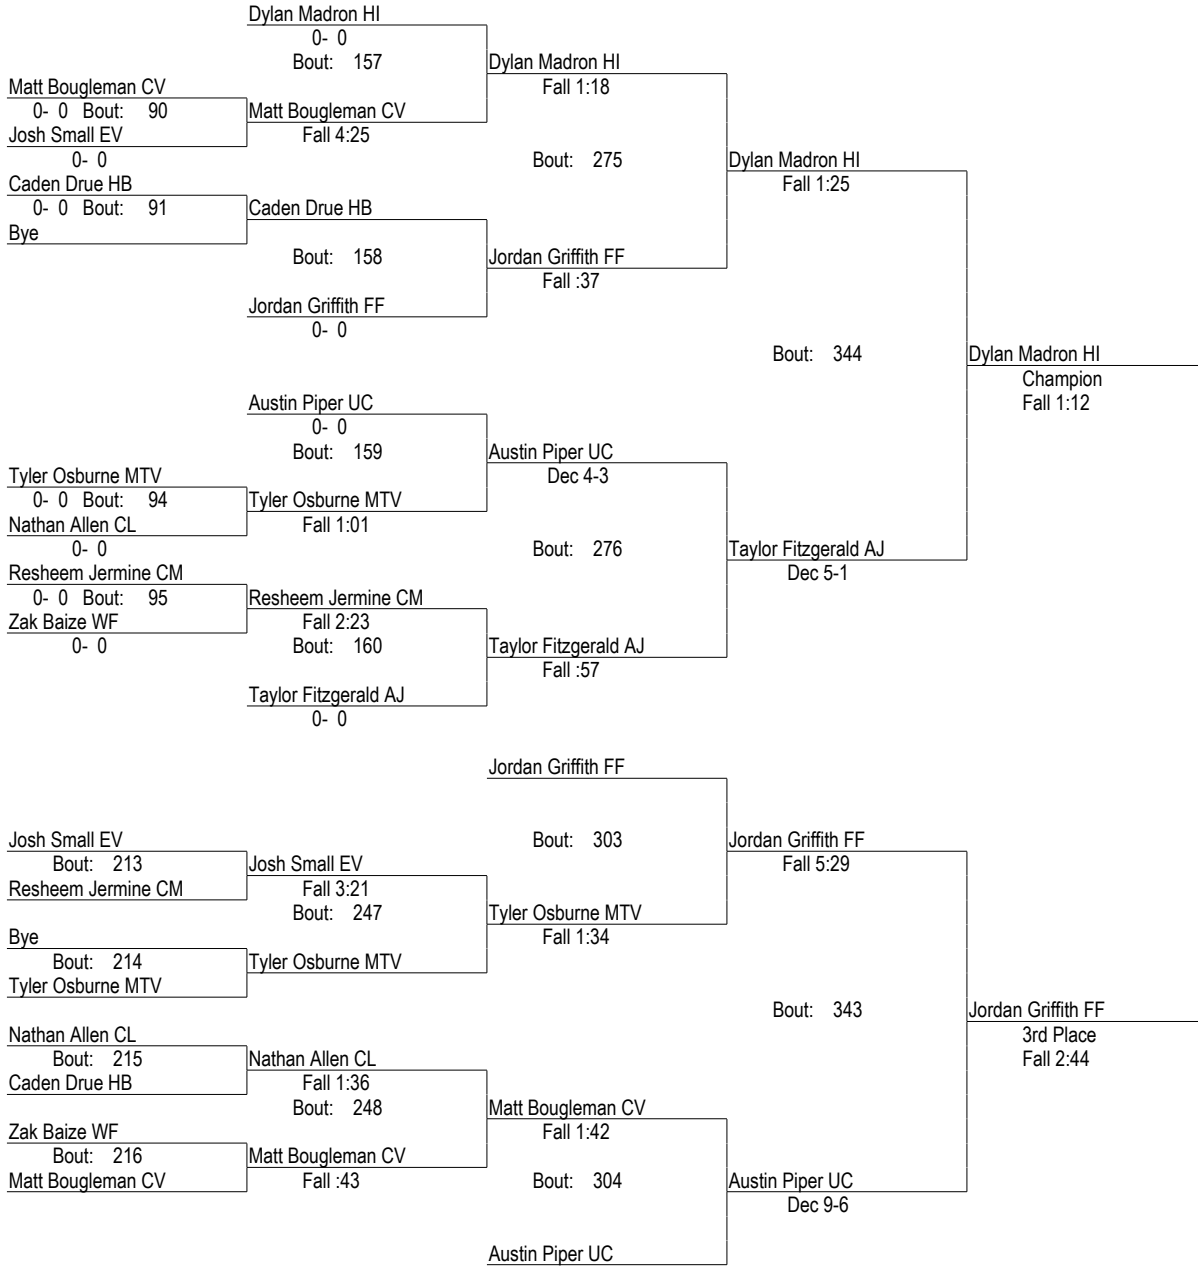 Dylan Madron HI
0- 0
Bout: 157
Dylan Madron HI
Fall 1:18
Matt Bougleman CV
0- 0 Bout: 90
Matt Bougleman CV
Fall 4:25
Josh Small EV
0- 0
Bout: 275
Dylan Madron HI
Fall 1:25
Caden Drue HB
0- 0 Bout: 91
Caden Drue HB
Bye
Bout: 158
Jordan Griffith FF
Fall :37
Jordan Griffith FF
0- 0
Bout: 344
Dylan Madron HI
Champion
Fall 1:12
Austin Piper UC
0- 0
Bout: 159
Austin Piper UC
Dec 4-3
Tyler Osburne MTV
0- 0 Bout: 94
Tyler Osburne MTV
Fall 1:01
Nathan Allen CL
0- 0
Bout: 276
Taylor Fitzgerald AJ
Dec 5-1
Resheem Jermine CM
0- 0 Bout: 95
Resheem Jermine CM
Fall 2:23
Zak Baize WF
0- 0
Bout: 160
Taylor Fitzgerald AJ
Fall :57
Taylor Fitzgerald AJ
0- 0
Jordan Griffith FF
Bout: 303
Jordan Griffith FF
Fall 5:29
Josh Small EV
Bout: 213
Josh Small EV
Fall 3:21
Resheem Jermine CM
Bout: 247
Tyler Osburne MTV
Fall 1:34
Bye
Bout: 214
Tyler Osburne MTV
Tyler Osburne MTV
Bout: 343
Jordan Griffith FF
3rd Place
Fall 2:44
Nathan Allen CL
Bout: 215
Nathan Allen CL
Fall 1:36
Caden Drue HB
Bout: 248
Matt Bougleman CV
Fall 1:42
Zak Baize WF
Bout: 216
Matt Bougleman CV
Fall :43
Matt Bougleman CV
Bout: 304
Austin Piper UC
Dec 9-6
Austin Piper UC